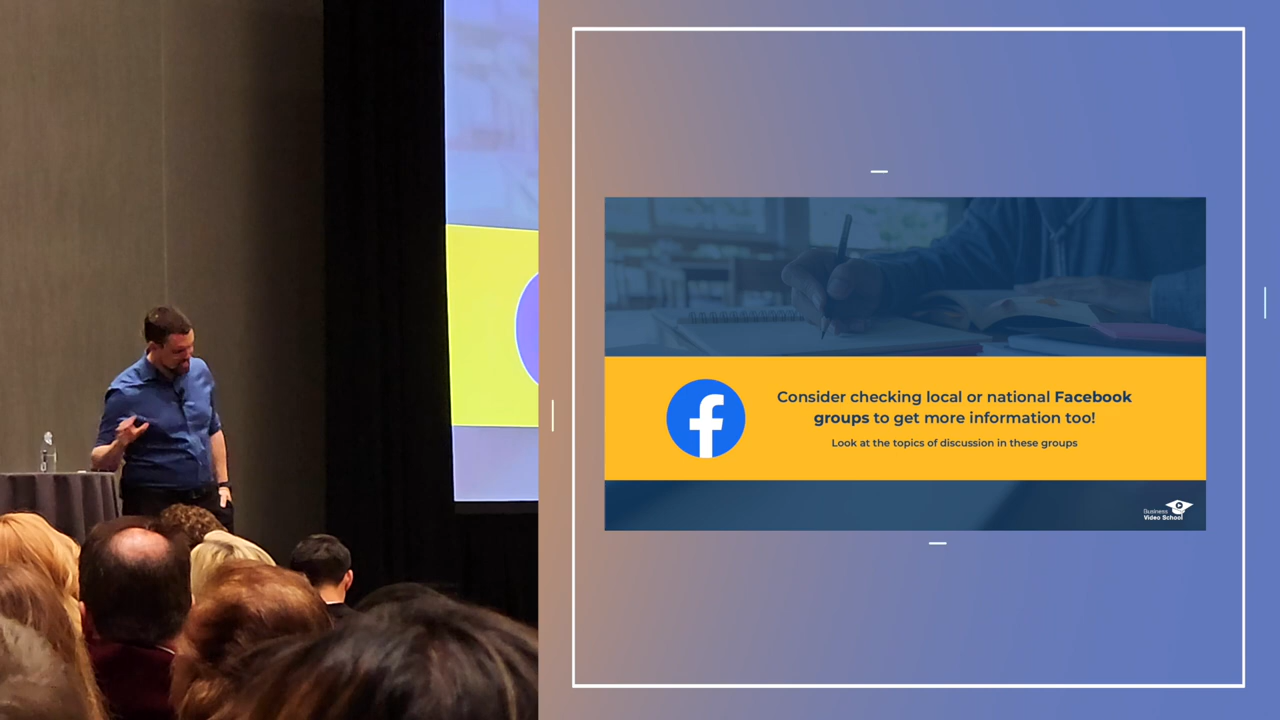 Consider checking local or national Facebook
groups to get more information too!
Look at the topics of discussion in these groups
Business
Video School